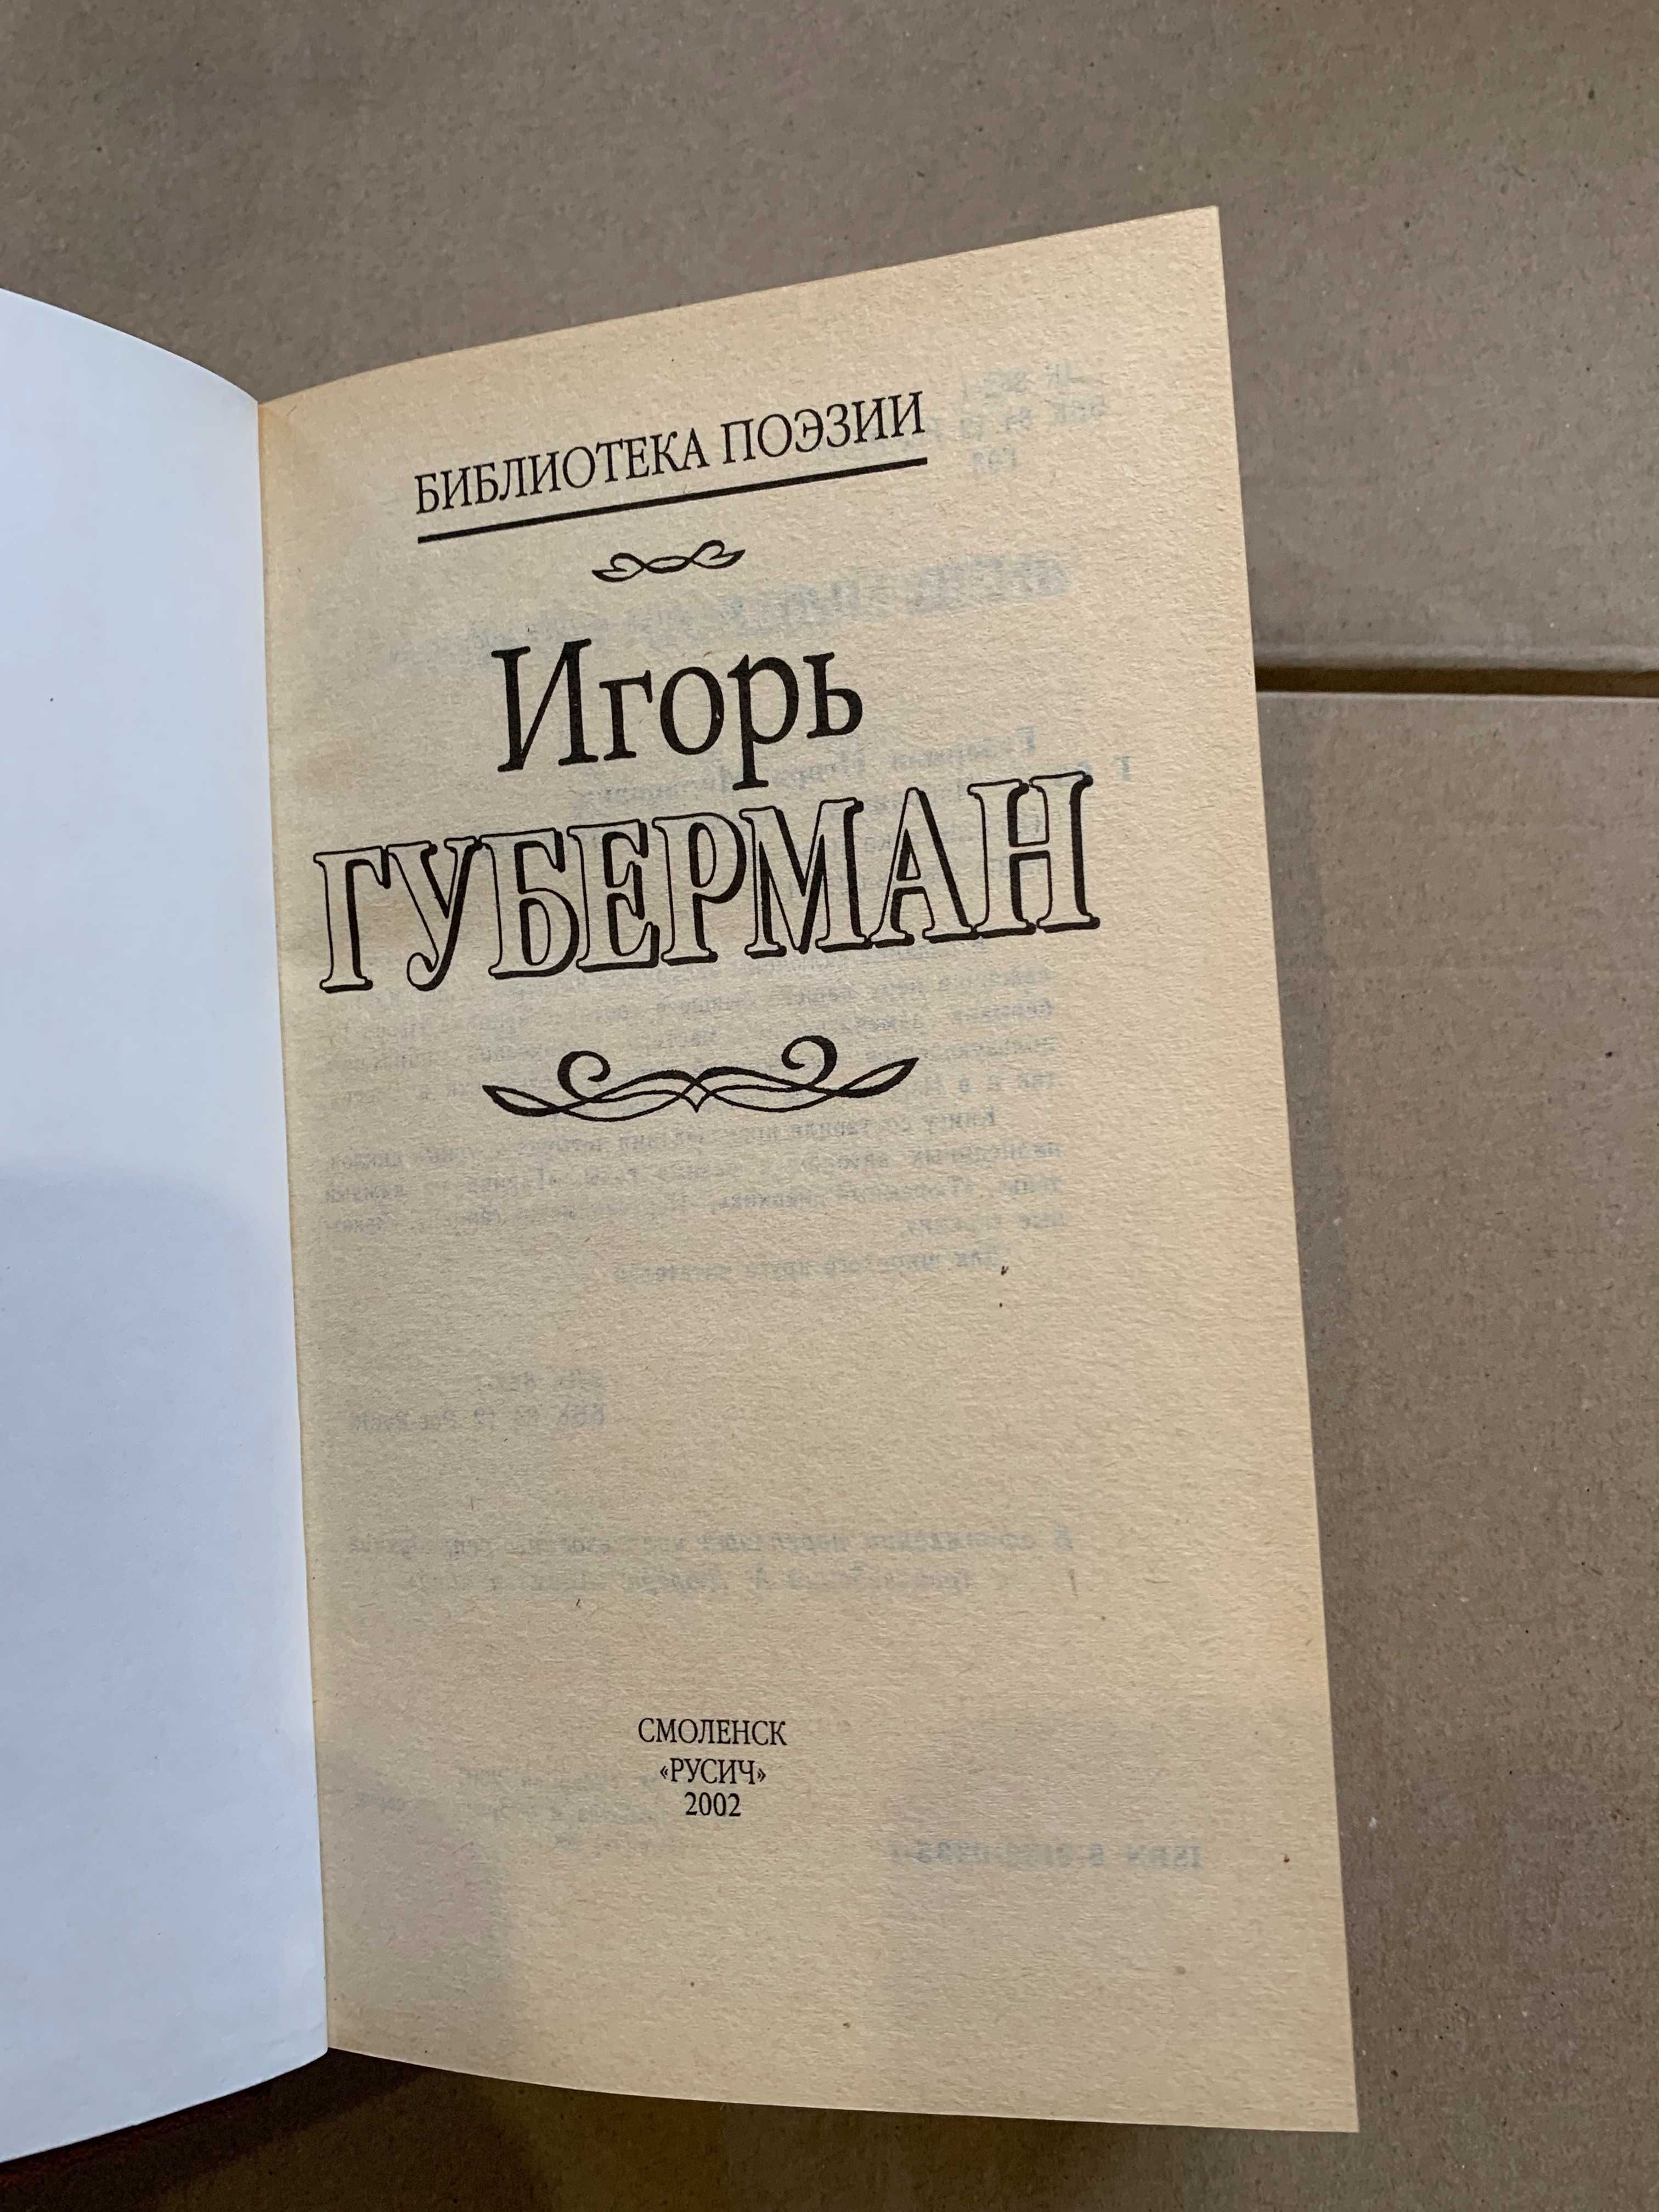 БИБЛИОТЕКА ПОЭЗИИ
Игорь
ГУБЕРМАН
СМОЛЕНСК
«РУСИЧ»
2002